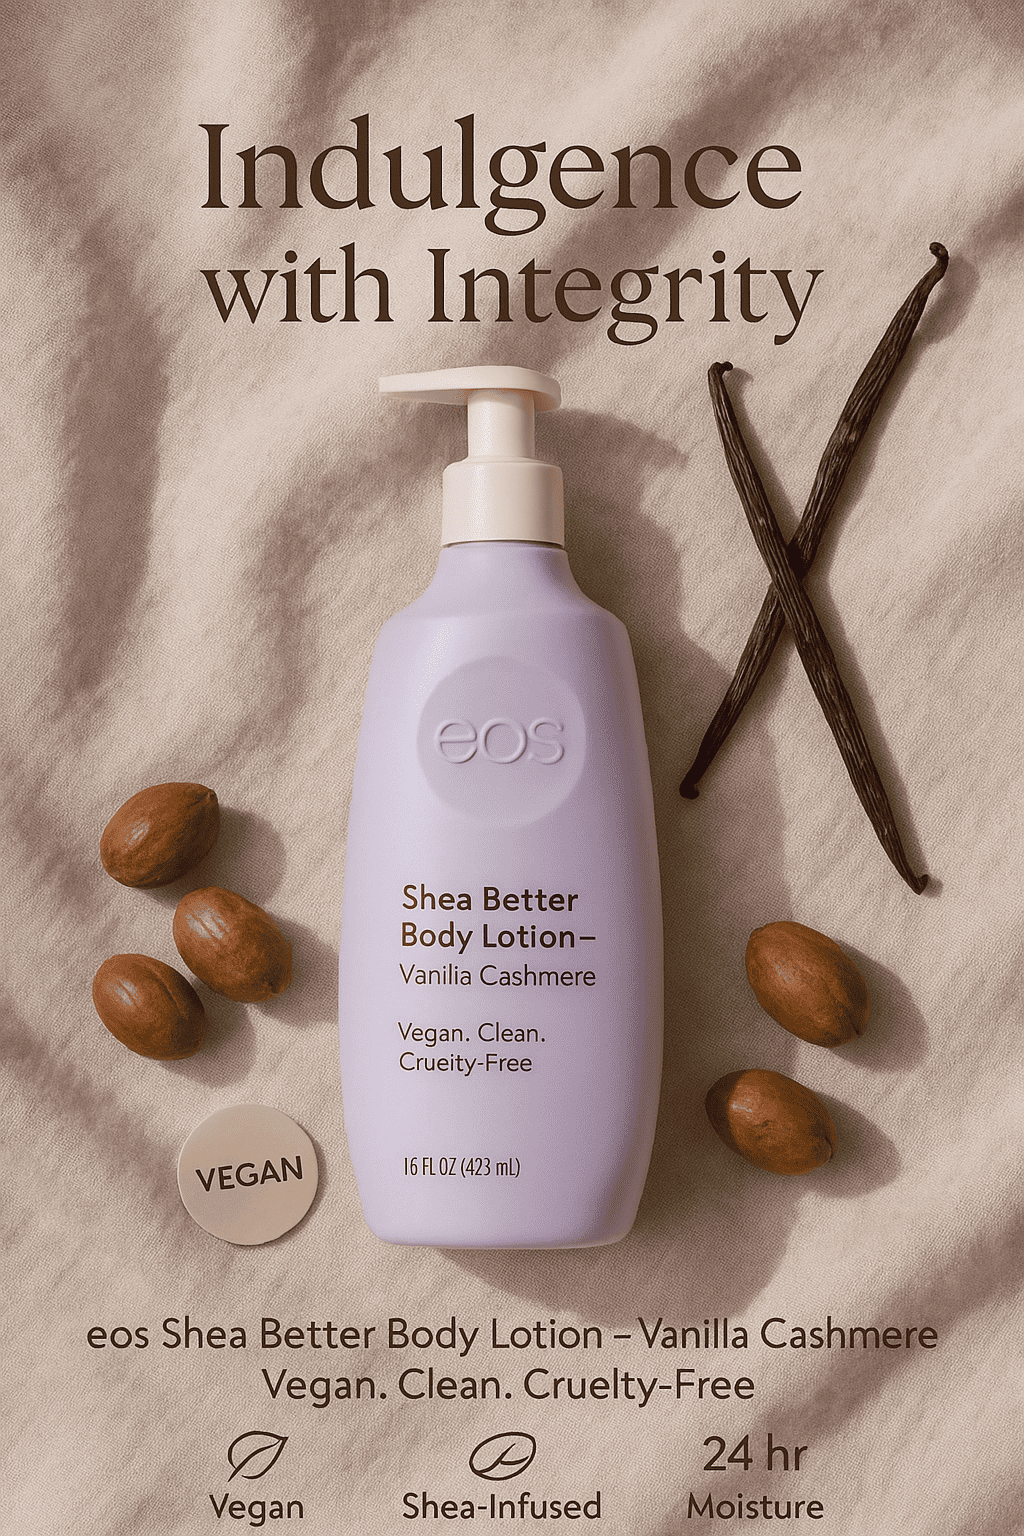 Indulgence
with Integrity
eos
Shea Better
Body Lotion–
Vanilia Cashmere
Vegan. Clean.
Crueity-Free
16 FL OZ (423 mL)
VEGAN
eos Shea Better Body Lotion – Vanilla Cashmere
Vegan. Clean. Cruelty-Free
Vegan
Shea-Infused
24 hr
Moisture